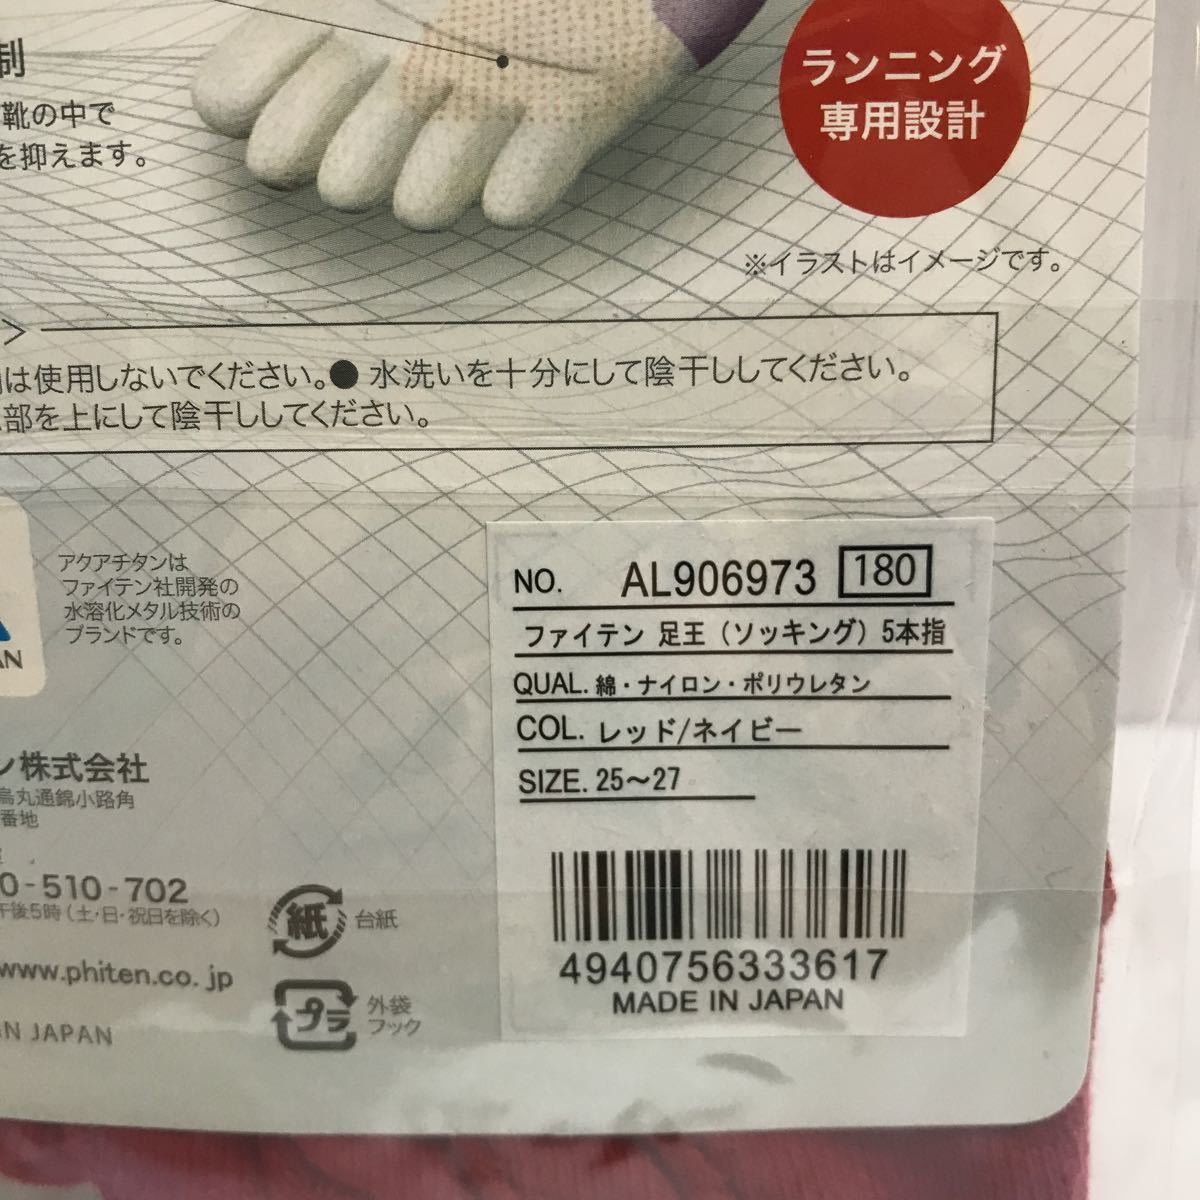 制
靴の中で
を抑えます。
ランニング
専用設計
※イラストはイメージです。
は使用しないでください。● 水洗いを十分にして陰干ししてください。
部を上にして陰干ししてください。
アクアチタンは
ファイテン社開発の
水溶化メタル技術の
ブランドです。
AN
NO. AL906973 180
ファイテン 足王（ソッキング）5本指
QUAL. 綿・ナイロン・ポリウレタン
COL. レッド/ネイビー
SIZE. 25～27
4940756333617
MADE IN JAPAN
ン株式会社
烏丸通錦小路角
番地
0-510-702
午後5時（土・日・祝日を除く）
www.phiten.co.jp
IN JAPAN
紙 台紙
プラ 外袋
フック